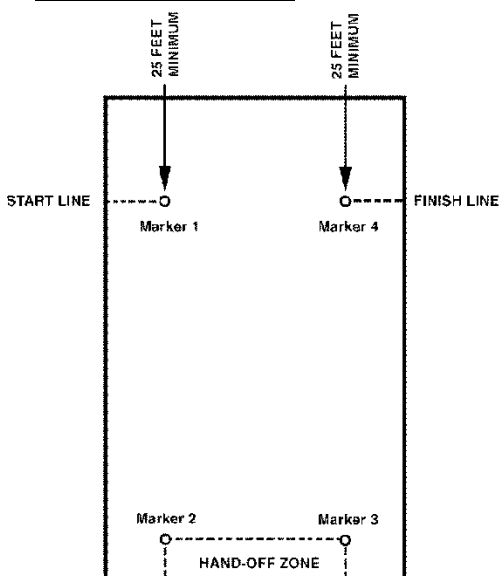 25 FEET
MINIMUM
25 FEET
MINIMUM
START LINE
FINISH LINE
Marker 1
Marker 4
Marker 2
Marker 3
HAND-OFF ZONE